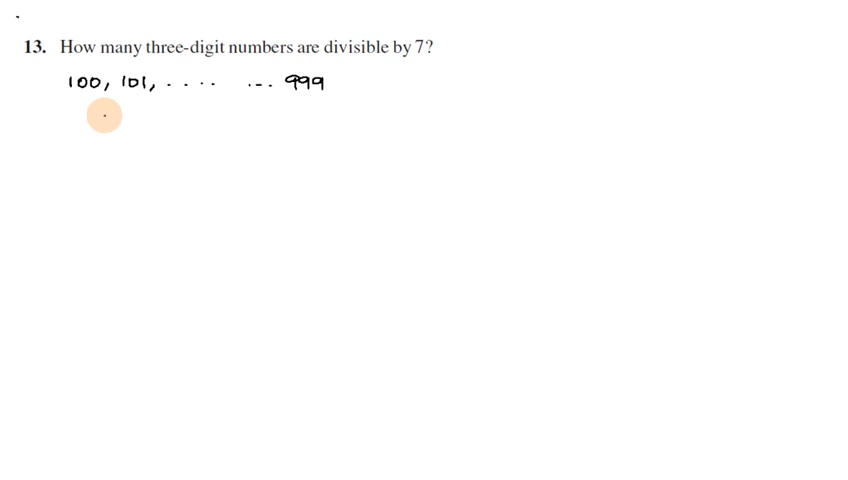 13. How many three-digit numbers are divisible by 7?
100, 101, . . . . ... 999